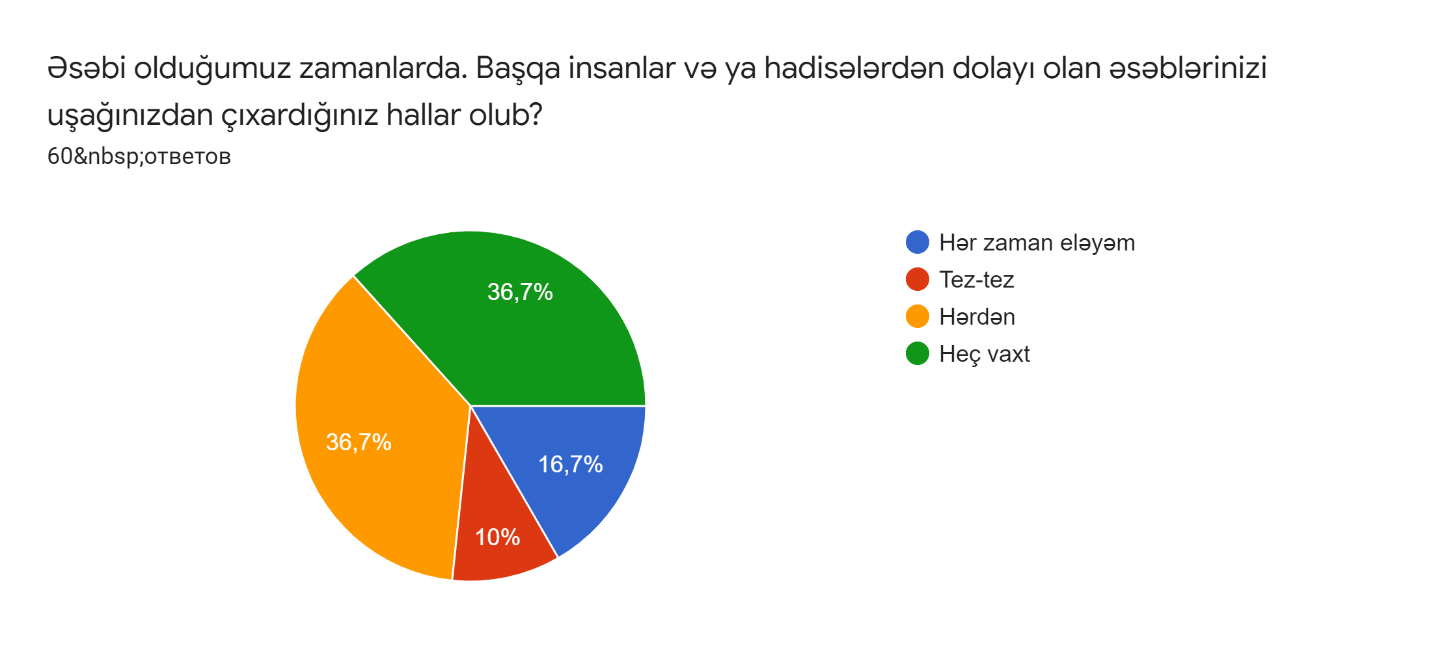 Əsəbi olduğumuz zamanlarda. Başqa insanlar və ya hadisələrdən dolayı olan əsəblərinizi
uşağınızdan çıxardığınız hallar olub?
60&nbsp;ответов
36,7%
36,7%
16,7%
10%
Hər zaman eləyəm
Tez-tez
Hərdən
Heç vaxt